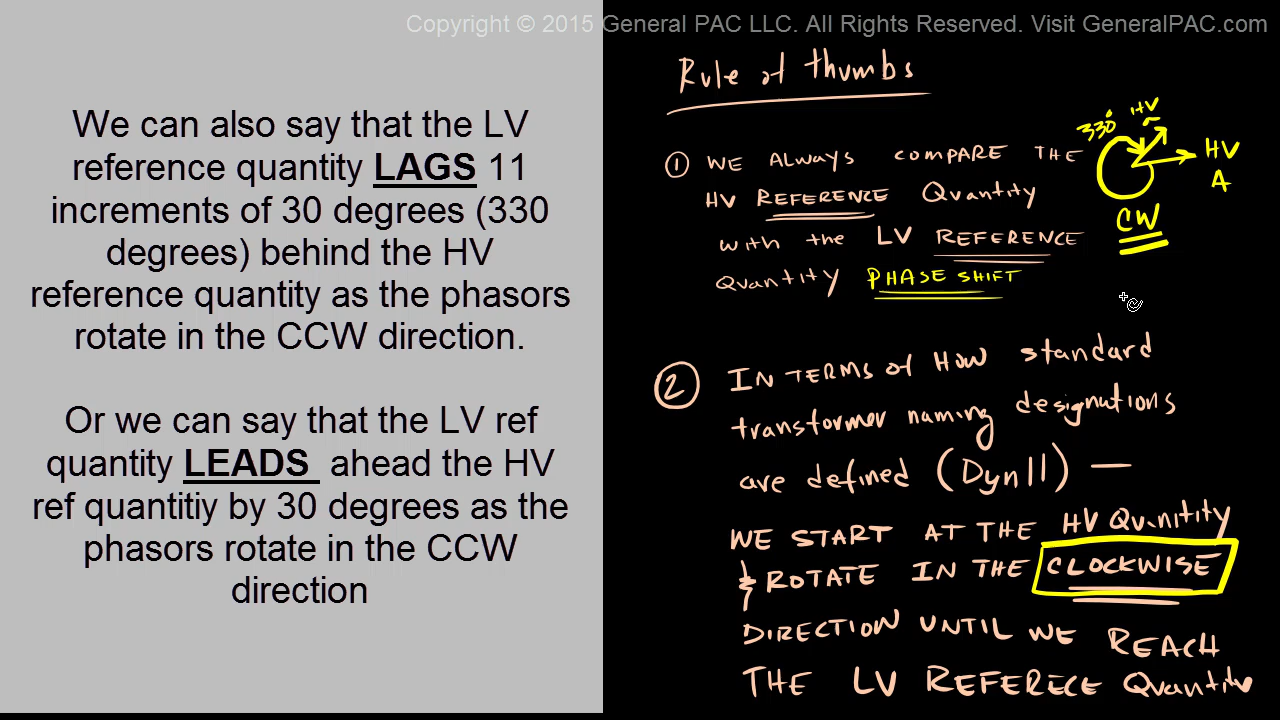 Copyright © 2015 General PAC LLC. All Rights Reserved. Visit GeneralPAC.com
We can also say that the LV
reference quantity LAGS 11
increments of 30 degrees (330
degrees) behind the HV
reference quantity as the phasors
rotate in the CCW direction.
Or we can say that the LV ref
quantity LEADS ahead the HV
ref quantitiy by 30 degrees as the
phasors rotate in the CCW
direction
Rule of thumbs
1 WE ALWAYS COMPARE THE
HV REFERENCE Quantity
with the LV REFERENCE
Quantity PHASE SHIFT
330°
HV
HV
A
CW
2 IN TERMS of How standard
transformer naming designations
are defined (Dyn11) —
WE START AT THE HV Quinitity
& ROTATE IN THE CLOCKWISE
DIRECTION UNTIL WE REACH
THE LV REFERECE Quantity